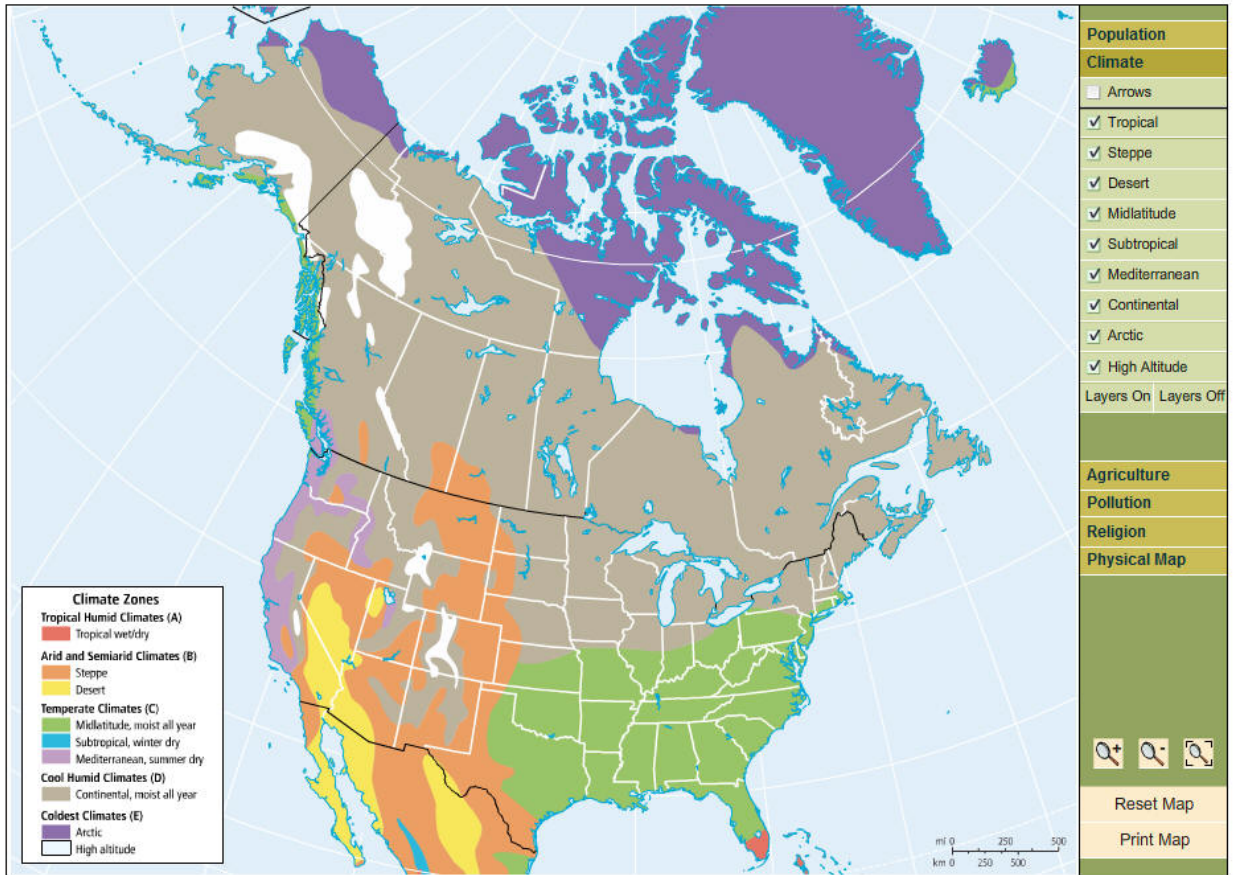 Climate Zones
Tropical Humid Climates (A)
Tropical wet/dry
Arid and Semiarid Climates (B)
Steppe
Desert
Temperate Climates (C)
Midlatitude, moist all year
Subtropical, winter dry
Mediterranean, summer dry
Cool Humid Climates (D)
Continental, moist all year
Coldest Climates (E)
Arctic
High altitude
mi 0 250 500
km 0 250 500
Population
Climate
Arrows
Tropical
Steppe
Desert
Midlatitude
Subtropical
Mediterranean
Continental
Arctic
High Altitude
Layers On Layers Off
Agriculture
Pollution
Religion
Physical Map
Reset Map
Print Map